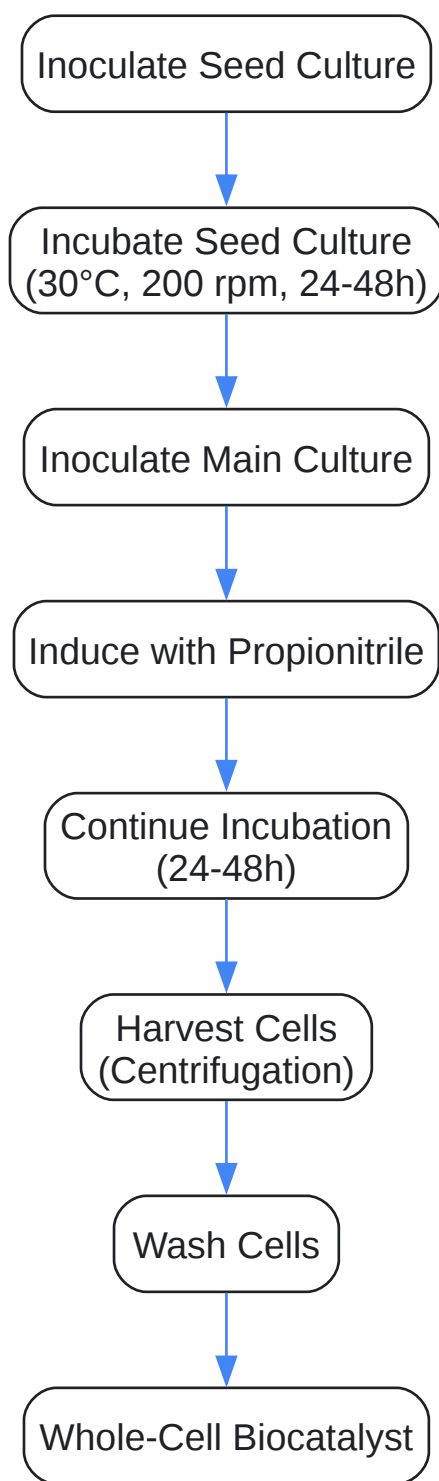 Inoculate Seed Culture
Incubate Seed Culture
(30°C, 200 rpm, 24-48h)
Inoculate Main Culture
Induce with Propionitrile
Continue Incubation
(24-48h)
Harvest Cells
(Centrifugation)
Wash Cells
Whole-Cell Biocatalyst